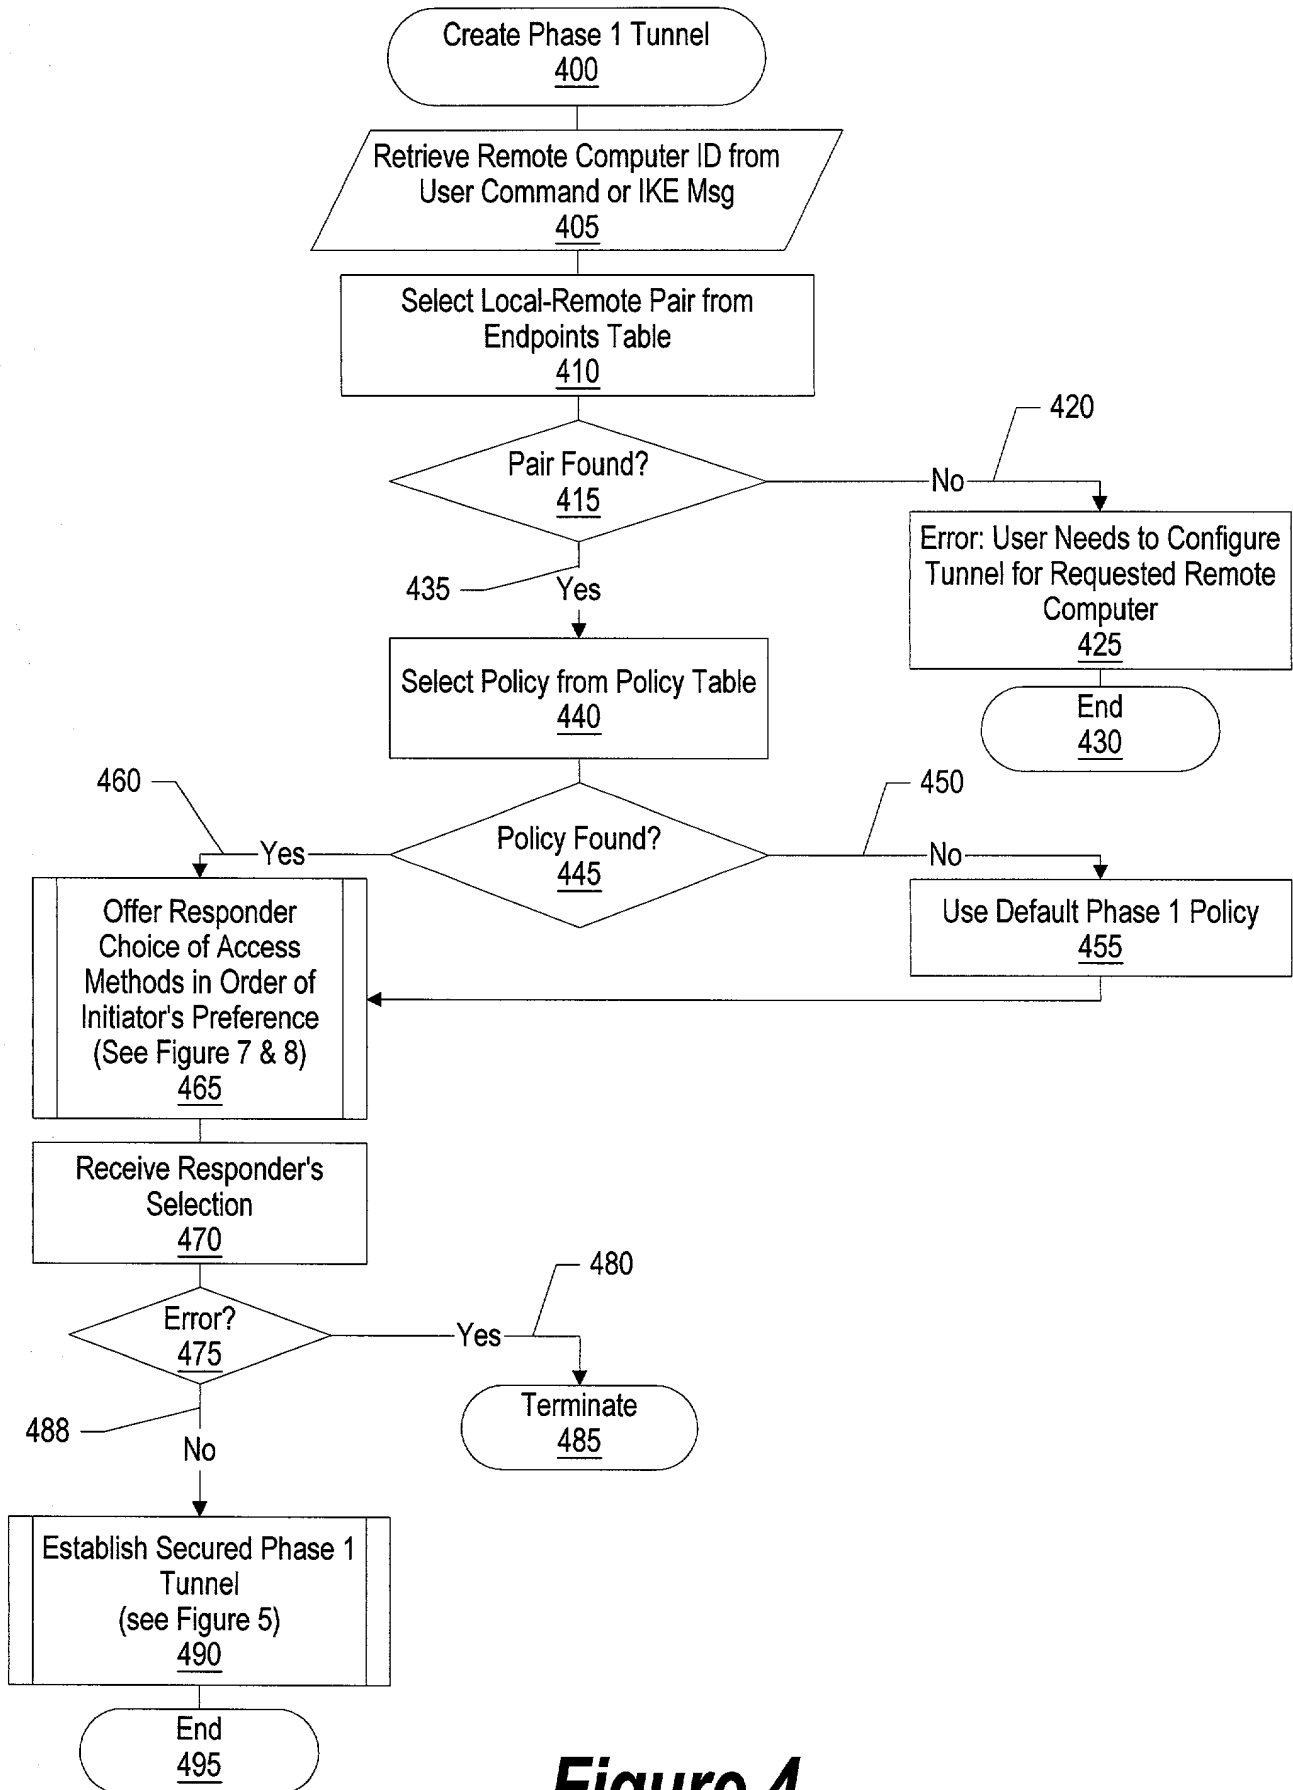 Create Phase 1 Tunnel
400
Retrieve Remote Computer ID from
User Command or IKE Msg
405
Select Local-Remote Pair from
Endpoints Table
410
420
Pair Found?
415
No
Error: User Needs to Configure
Tunnel for Requested Remote
Computer
425
435
Yes
End
430
Select Policy from Policy Table
440
460
450
Policy Found?
445
Yes
No
Offer Responder
Choice of Access
Methods in Order of
Initiator's Preference
(See Figure 7 & 8)
465
Use Default Phase 1 Policy
455
Receive Responder's
Selection
470
480
Error?
475
Yes
Terminate
485
488
No
Establish Secured Phase 1
Tunnel
(see Figure 5)
490
End
495
Figure 4